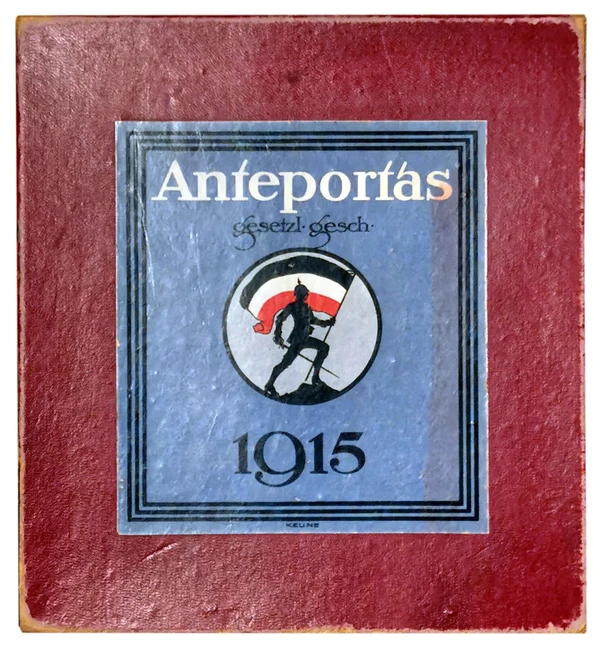 Anteportas
gesetzl. gesch.
1915
KEUNE